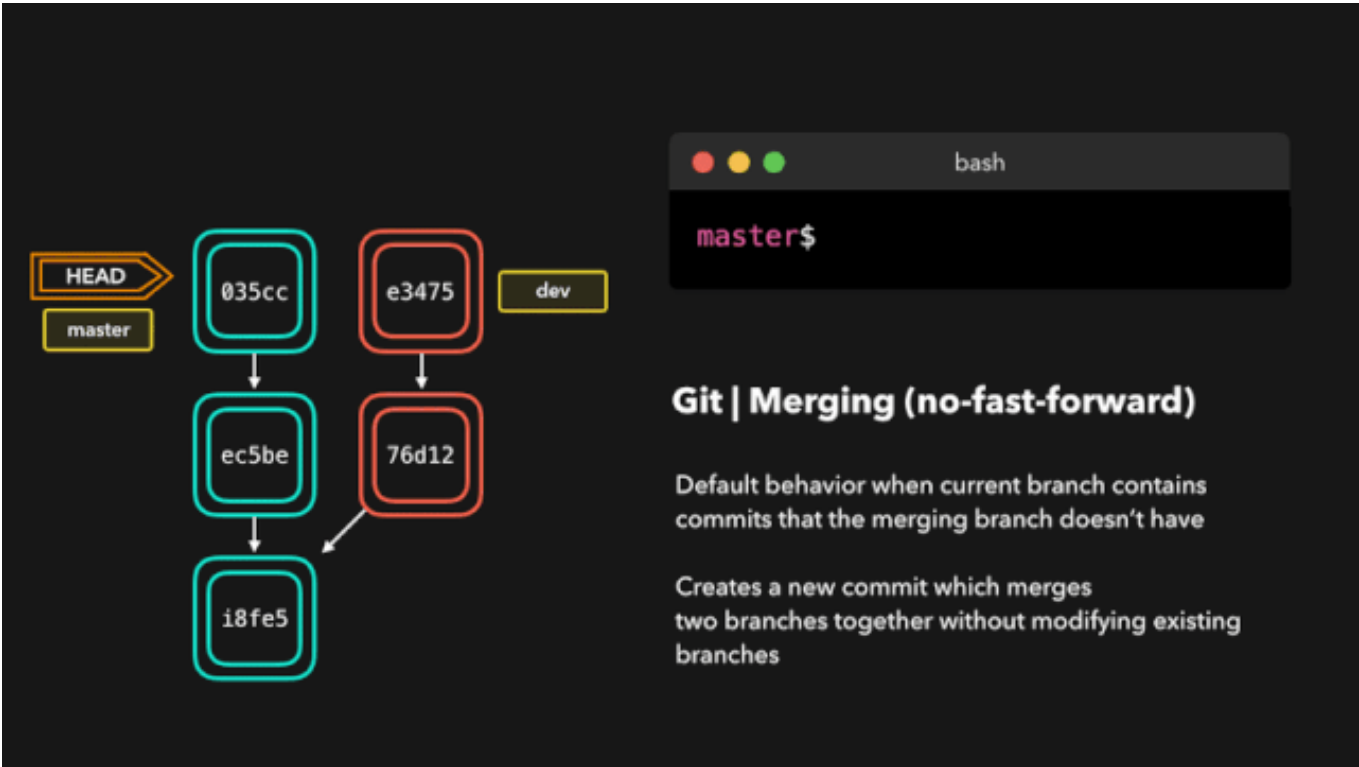 bash
master$
HEAD
master
035cc
e3475
dev
ec5be
76d12
i8fe5
Git | Merging (no-fast-forward)
Default behavior when current branch contains
commits that the merging branch doesn’t have
Creates a new commit which merges
two branches together without modifying existing
branches